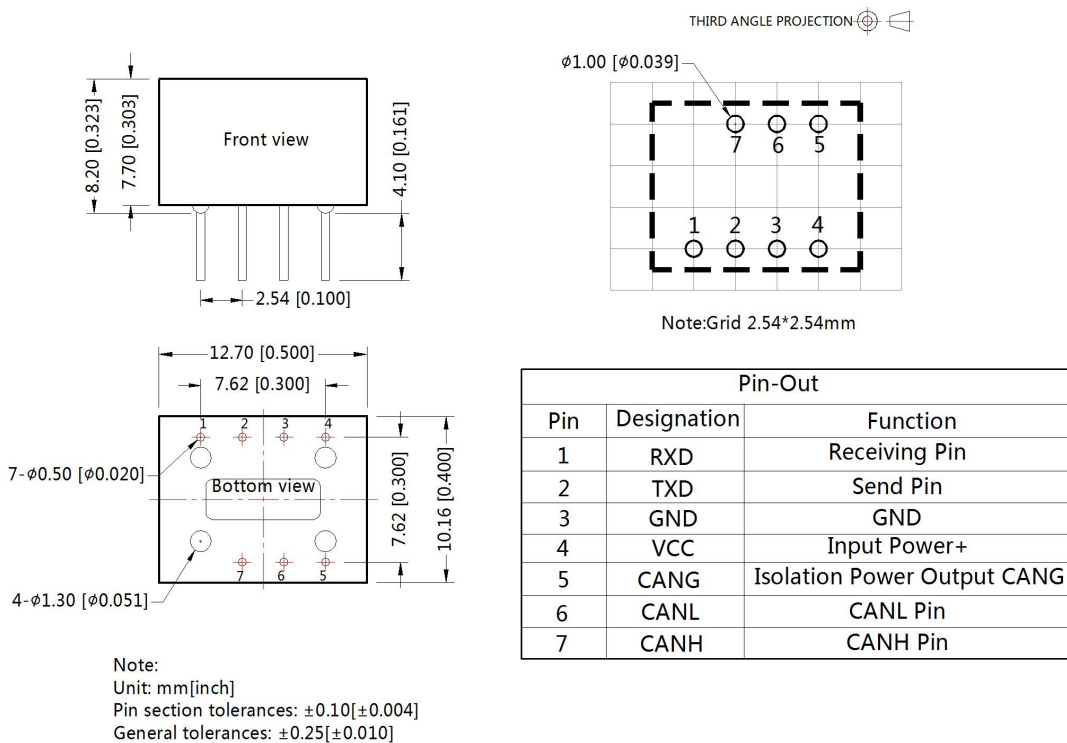 THIRD ANGLE PROJECTION
8.20 [0.323]
7.70 [0.303]
Front view
4.10 [0.161]
2.54 [0.100]
ϕ1.00 [ϕ0.039]
7 6 5
1 2 3 4
Note:Grid 2.54*2.54mm
12.70 [0.500]
7.62 [0.300]
1 2 3 4
7-ϕ0.50 [ϕ0.020]
Bottom view
7.62 [0.300]
10.16 [0.400]
7 6 5
4-ϕ1.30 [ϕ0.051]
Pin-Out
Pin Designation Function
1 RXD Receiving Pin
2 TXD Send Pin
3 GND GND
4 VCC Input Power+
5 CANG Isolation Power Output CANG
6 CANL CANL Pin
7 CANH CANH Pin
Note:
Unit: mm[inch]
Pin section tolerances: ±0.10[±0.004]
General tolerances: ±0.25[±0.010]